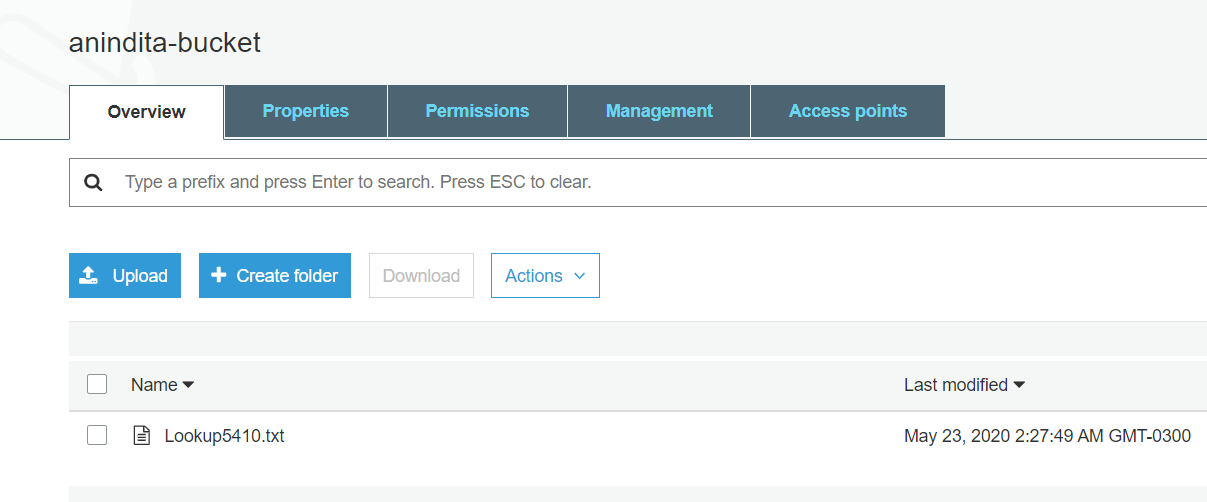 anindita-bucket
Overview Properties Permissions Management Access points
Type a prefix and press Enter to search. Press ESC to clear.
Upload Create folder Download Actions
Name Last modified
Lookup5410.txt May 23, 2020 2:27:49 AM GMT-0300